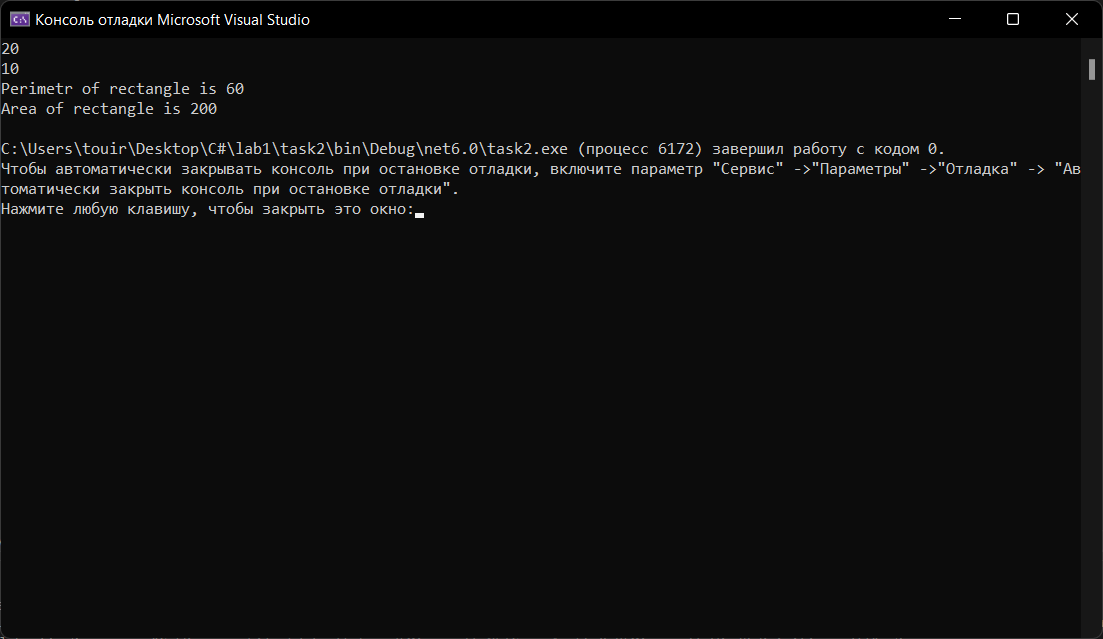 Консоль отладки Microsoft Visual Studio
20
10
Perimetr of rectangle is 60
Area of rectangle is 200
C:\Users\touir\Desktop\C#\lab1\task2\bin\Debug\net6.0\task2.exe (процесс 6172) завершил работу с кодом 0.
Чтобы автоматически закрывать консоль при остановке отладки, включите параметр "Сервис" ->"Параметры" ->"Отладка" -> "Ав
томатически закрыть консоль при остановке отладки".
Нажмите любую клавишу, чтобы закрыть это окно: